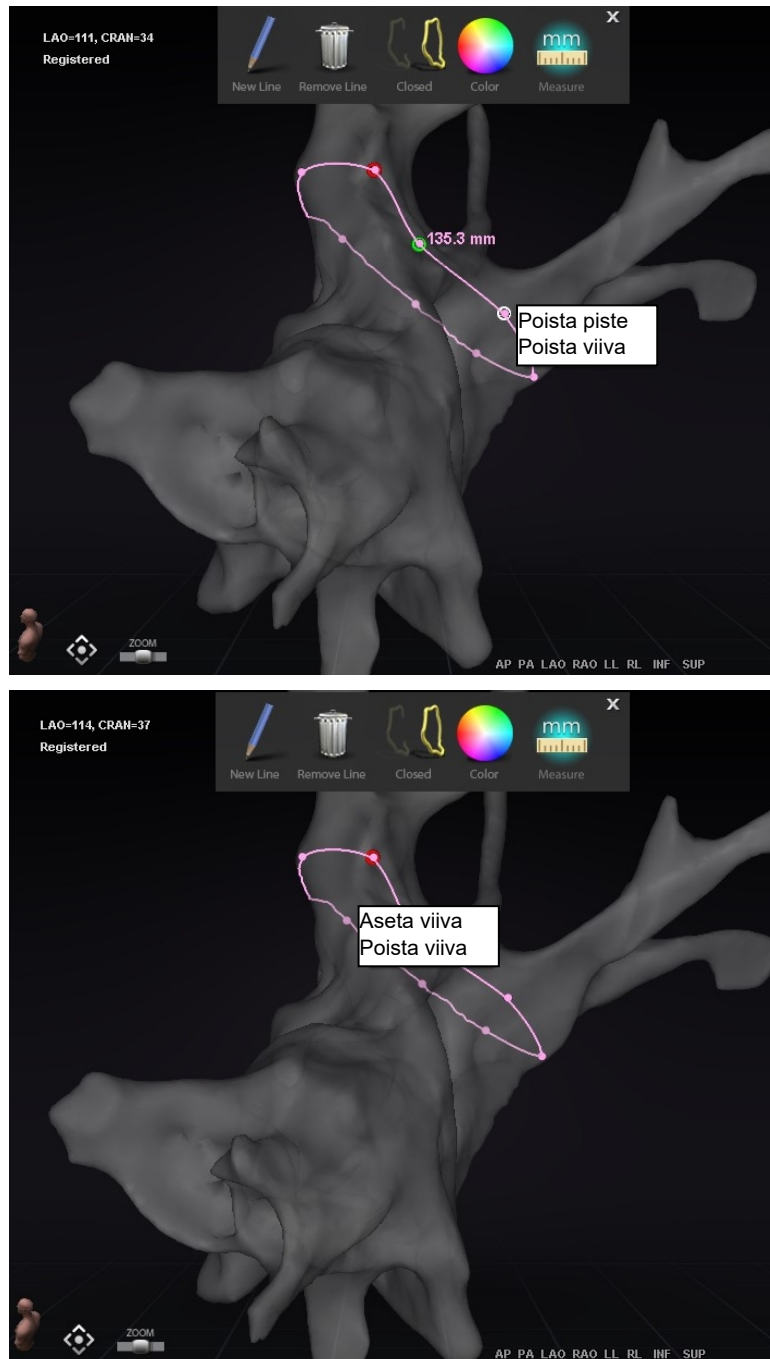 LAO=111, CRAN=34
Registered
X
mm
New Line Remove Line Closed Color Measure
135.3 mm
Poista piste
Poista viiva
ZOOM
AP PA LAO RAO LL RL INF SUP
LAO=114, CRAN=37
Registered
X
mm
New Line Remove Line Closed Color Measure
Aseta viiva
Poista viiva
ZOOM
AP PA LAO RAO LL RL INF SUP